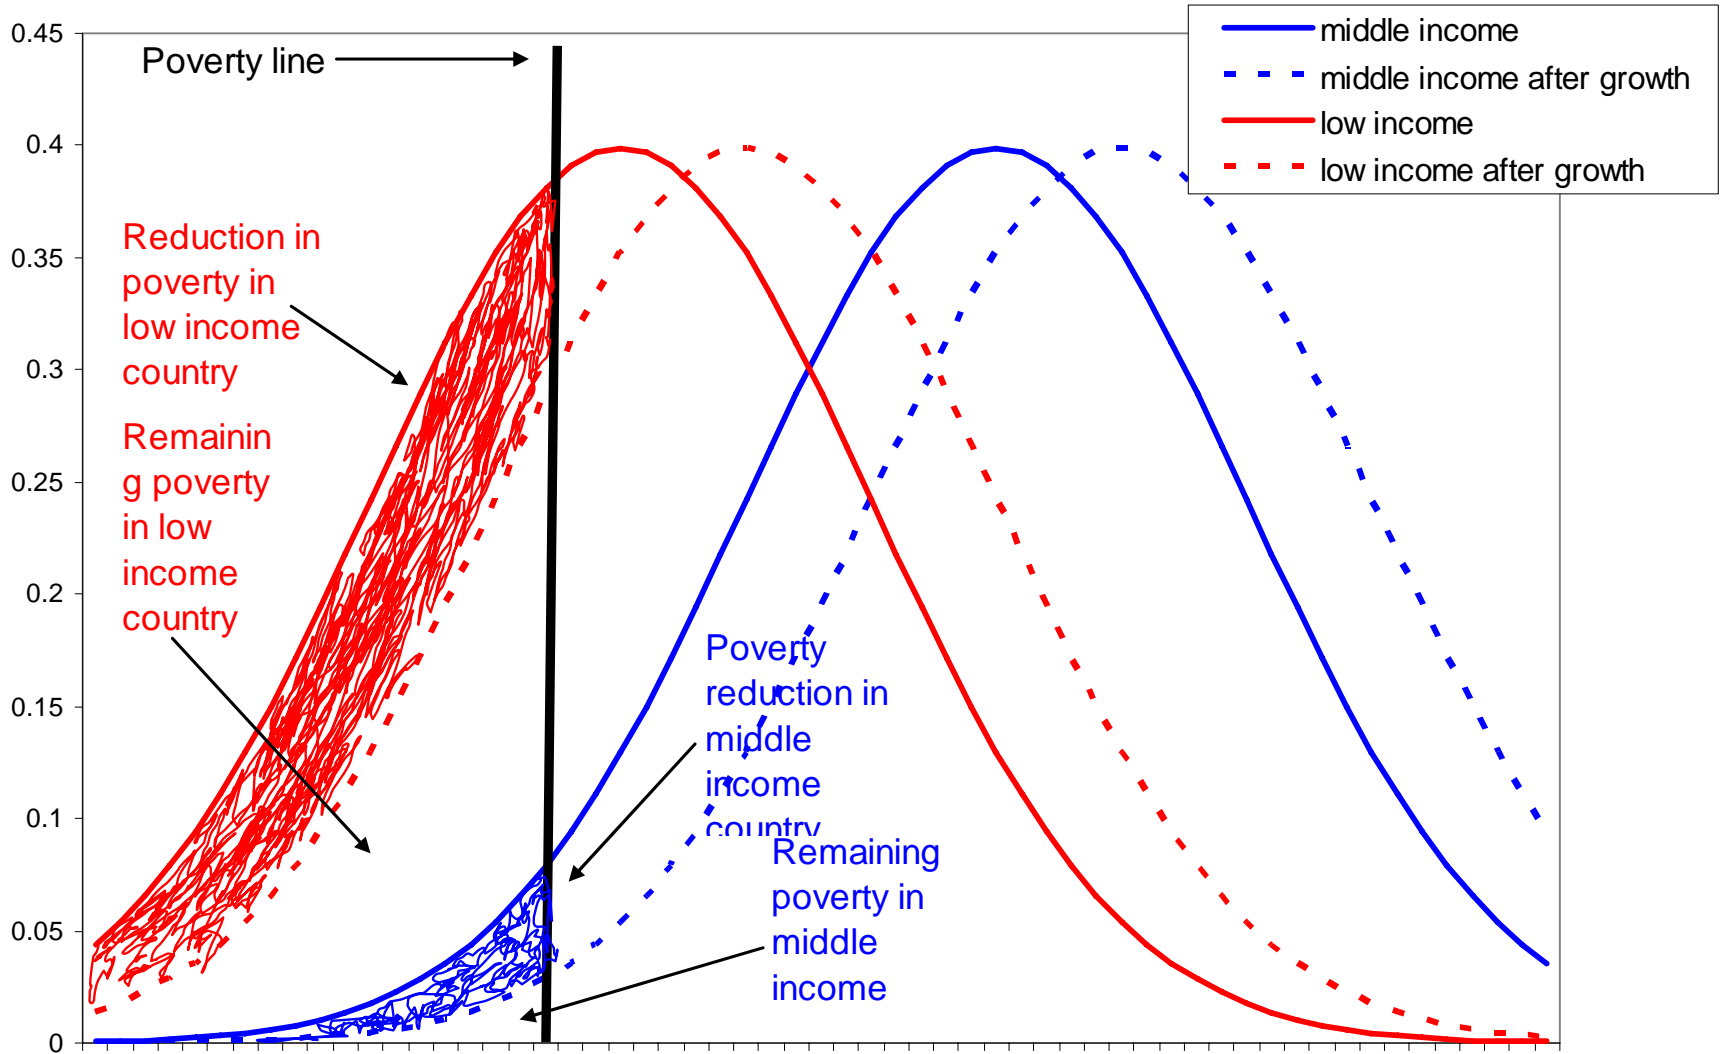 0.45
0.4
0.35
0.3
0.25
0.2
0.15
0.1
0.05
0
Poverty line
middle income
middle income after growth
low income
low income after growth
Reduction in
poverty in
low income
country
Remainin
g poverty
in low
income
country
Poverty
reduction in
middle
income
country
Remaining
poverty in
middle
income